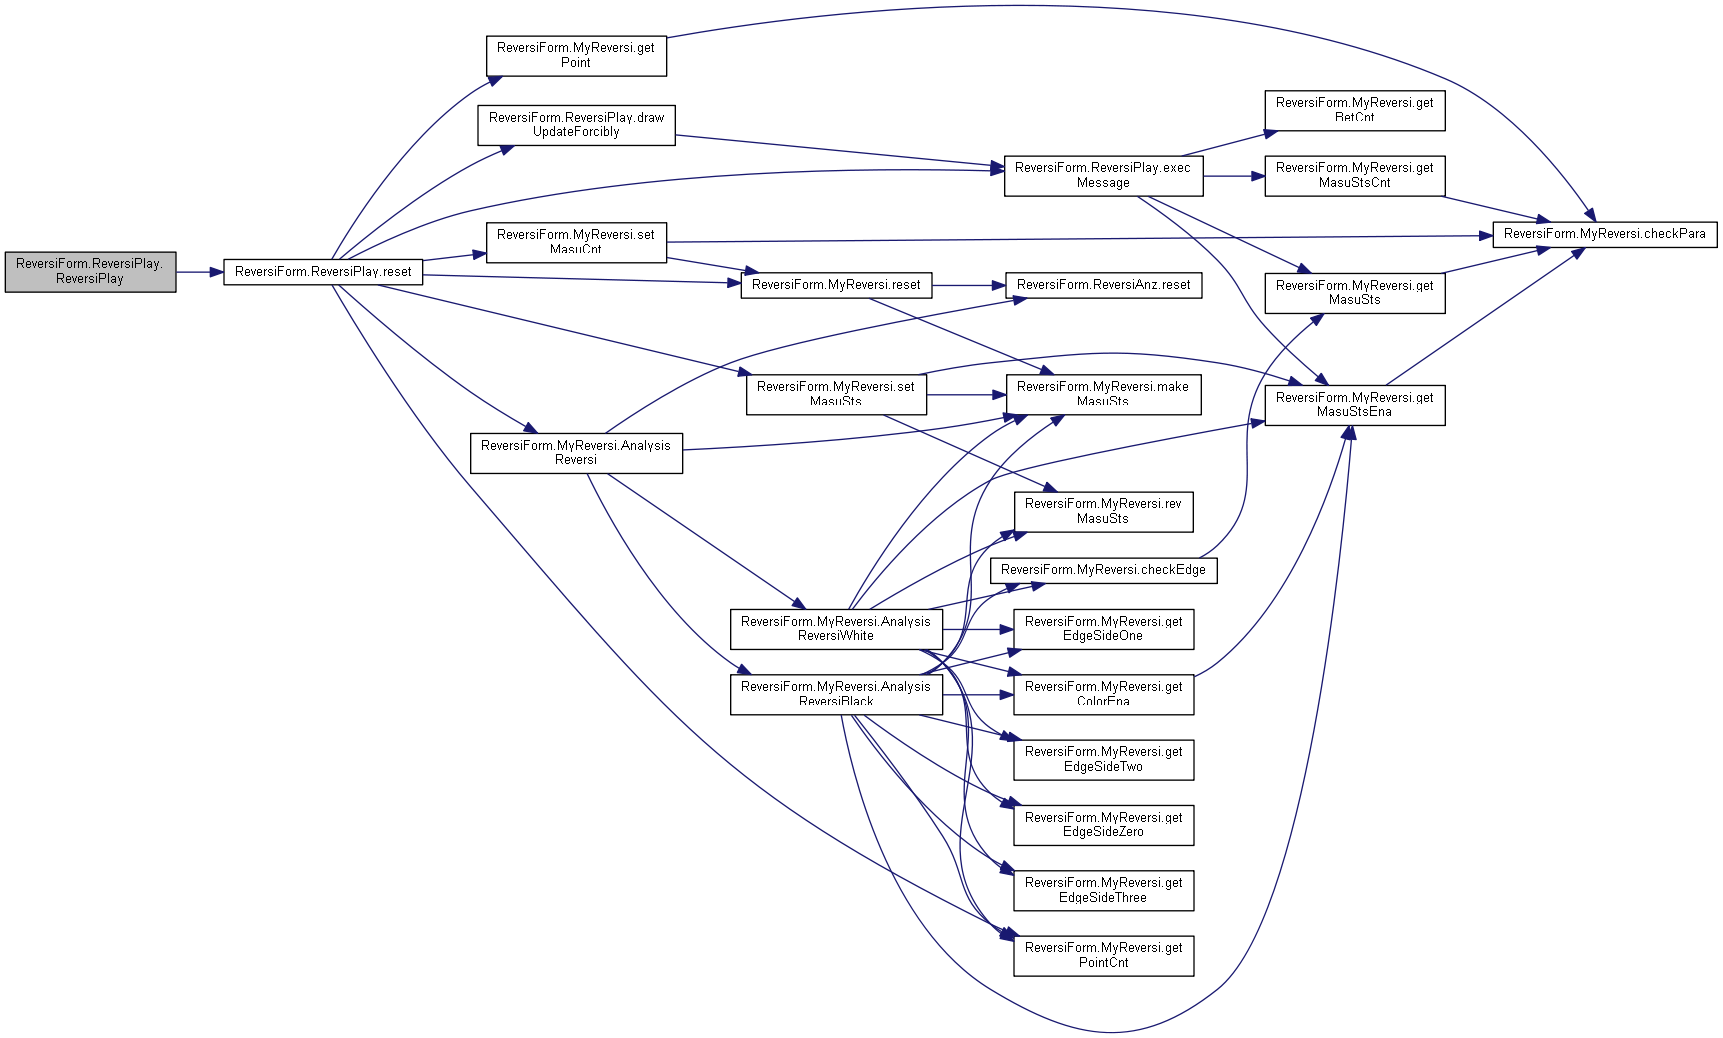 ReversiForm.ReversiPlay.
ReversiPlay
ReversiForm.ReversiPlay.reset
ReversiForm.MyReversi.get
Point
ReversiForm.ReversiPlay.draw
UpdateForcibly
ReversiForm.MyReversi.set
MasuCnt
ReversiForm.MyReversi.Analysis
Reversi
ReversiForm.MyReversi.reset
ReversiForm.MyReversi.set
MasuSts
ReversiForm.MyReversi.Analysis
ReversiWhite
ReversiForm.MyReversi.Analysis
ReversiBlack
ReversiForm.ReversiPlay.exec
Message
ReversiForm.ReversiAnz.reset
ReversiForm.MyReversi.make
MasuSts
ReversiForm.MyReversi.rev
MasuSts
ReversiForm.MyReversi.checkEdge
ReversiForm.MyReversi.get
EdgeSideOne
ReversiForm.MyReversi.get
ColorEna
ReversiForm.MyReversi.get
EdgeSideTwo
ReversiForm.MyReversi.get
EdgeSideZero
ReversiForm.MyReversi.get
EdgeSideThree
ReversiForm.MyReversi.get
PointCnt
ReversiForm.MyReversi.get
BetCnt
ReversiForm.MyReversi.get
MasuStsCnt
ReversiForm.MyReversi.get
MasuSts
ReversiForm.MyReversi.get
MasuStsEna
ReversiForm.MyReversi.checkPara